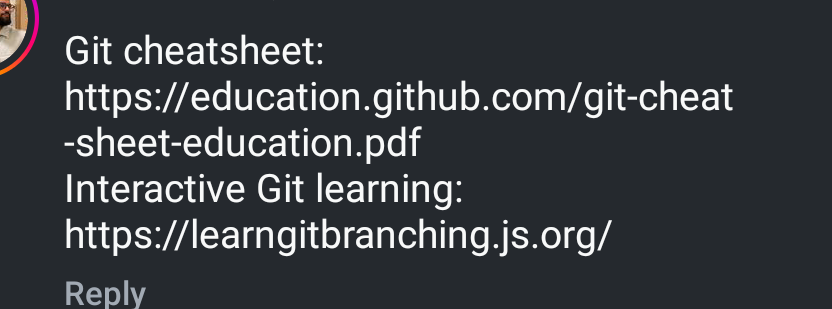 Git cheatsheet:
https://education.github.com/git-cheat
-sheet-education.pdf
Interactive Git learning:
https://learngitbranching.js.org/
Reply